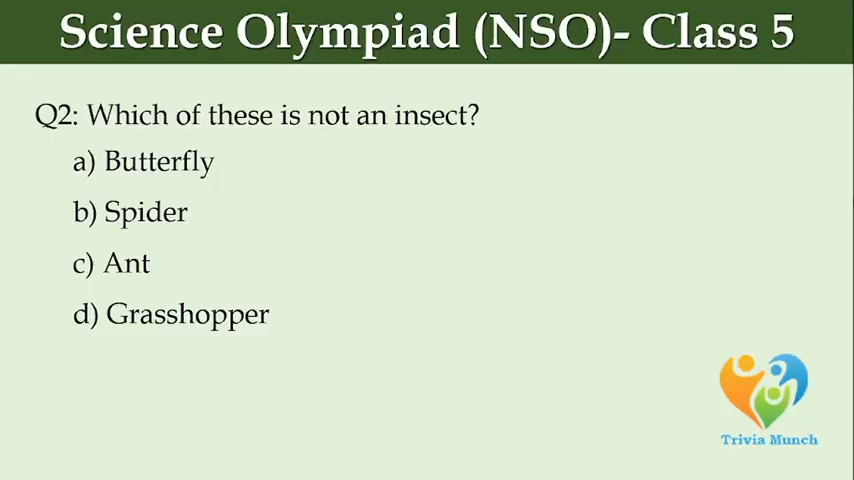 Science Olympiad (NSO)- Class 5
Q2: Which of these is not an insect?
a) Butterfly
b) Spider
c) Ant
d) Grasshopper
Trivia Munch